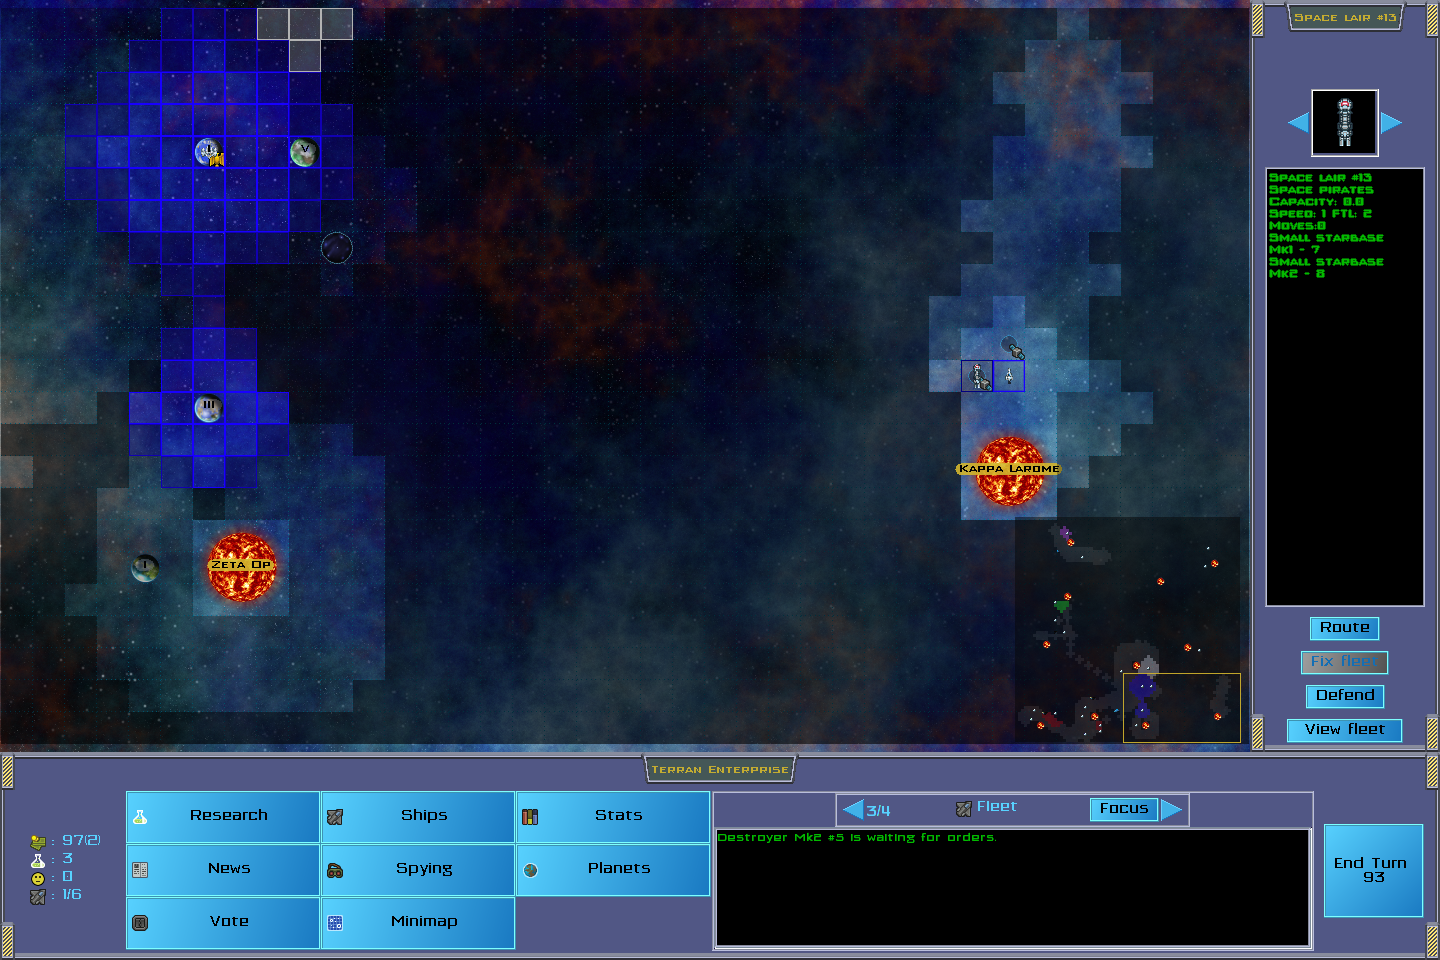 Space lair #13
V
III
I
Zeta Op
Kappa Larome
Space lair #13
Space pirates
Capacity: 0.0
Speed: 1 FTL: 2
Moves:0
Small starbase
Mk1 - 7
Small starbase
Mk2 - 8
Route
Fix fleet
Defend
View fleet
Terran Enterprise
: 97(2)
: 3
: 0
: 1/6
Research
Ships
Stats
News
Spying
Planets
Vote
Minimap
3/4
Fleet
Focus
Destroyer Mk2 #5 is waiting for orders.
End Turn
93